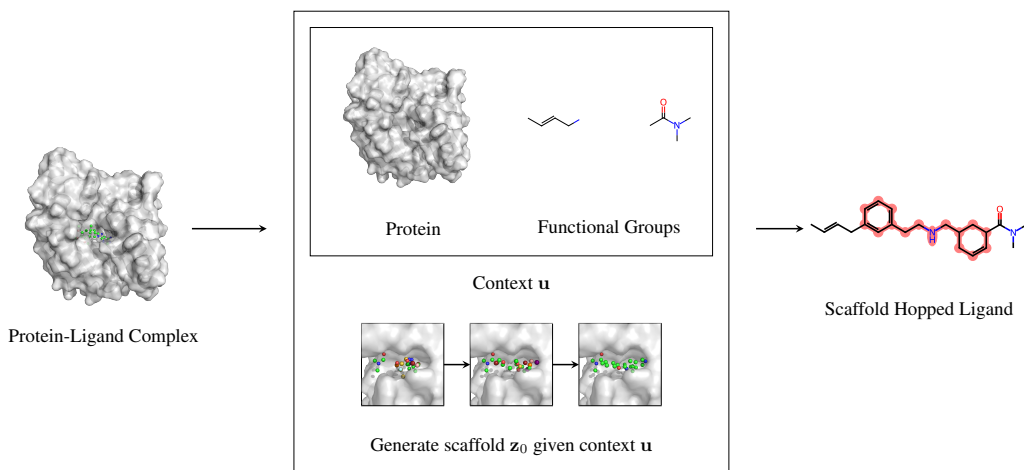 Protein-Ligand Complex
O
N
Protein
Functional Groups
Context u
Generate scaffold z₀ given context u
O
N
N
H
Scaffold Hopped Ligand